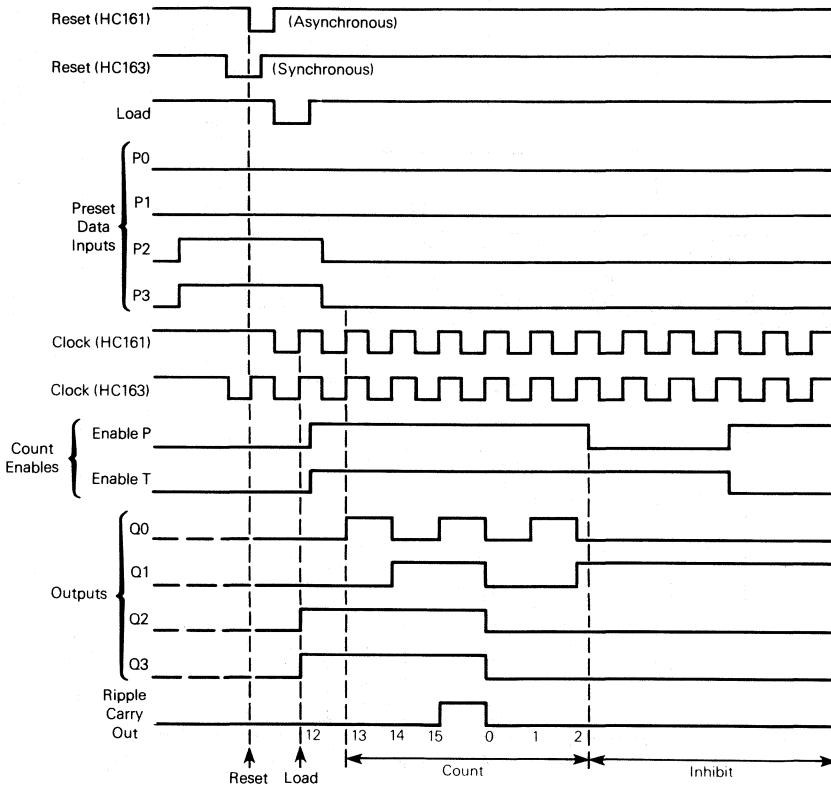 Reset (HC161)
(Asynchronous)
Reset (HC163)
(Synchronous)
Load
P0
P1
Preset
Data
Inputs
P2
P3
Clock (HC161)
Clock (HC163)
Enable P
Count
Enables
Enable T
Q0
Q1
Outputs
Q2
Q3
Ripple
Carry
Out
12 13 14 15 0 1 2
Reset Load Count Inhibit